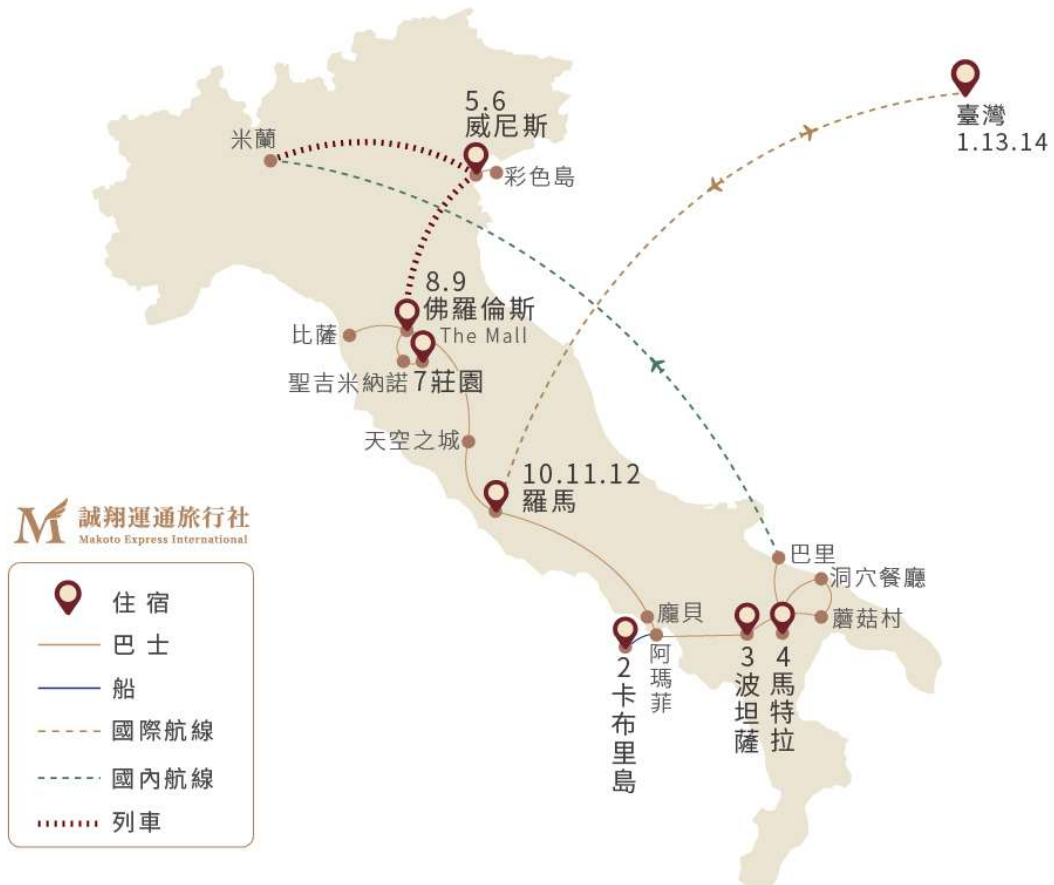 5.6
威尼斯
米蘭
彩色島
臺灣
1.13.14
8.9
佛羅倫斯
The Mall
比薩
聖吉米納諾
7莊園
天空之城
10.11.12
羅馬
誠翔運通旅行社
Makoto Express International
巴里
洞穴餐廳
蘑菇村
龐貝
阿瑪菲
2卡布里島
3波坦薩
4馬特拉
住宿
巴士
船
國際航線
國內航線
列車